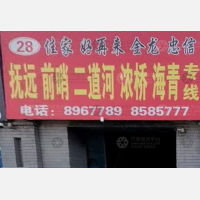 28 佳家 好再来 金龙 忠信
抚远 前哨 二道河 浓桥 海青 专线
电话：8967789 8585777